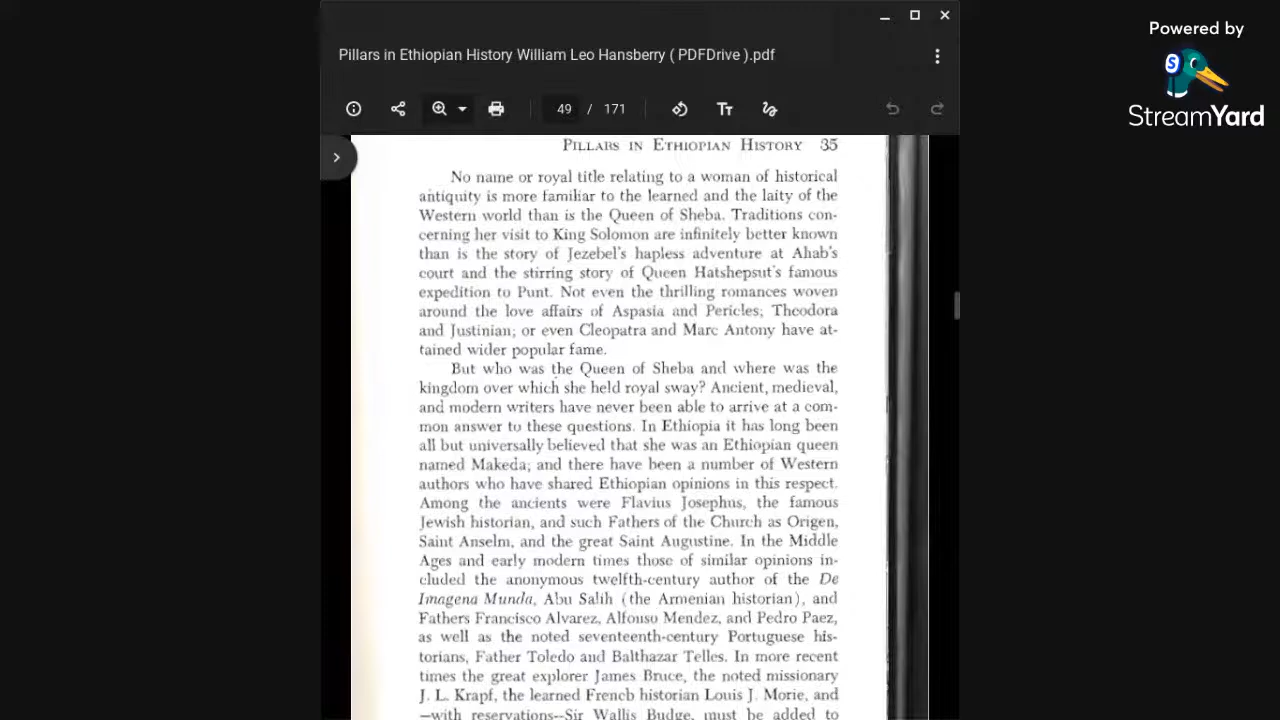 Powered by
S
StreamYard
Pillars in Ethiopian History William Leo Hansberry ( PDFDrive ).pdf
49 / 171
Tт
PILLARS IN ETHIOPIAN HISTORY 35
No name or royal title relating to a woman of historical
antiquity is more familiar to the learned and the laity of the
Western world than is the Queen of Sheba. Traditions con-
cerning her visit to King Solomon are infinitely better known
than is the story of Jezebel's hapless adventure at Ahab's
court and the stirring story of Queen Hatshepsut's famous
expedition to Punt. Not even the thrilling romances woven
around the love affairs of Aspasia and Pericles; Theodora
and Justinian; or even Cleopatra and Marc Antony have at-
tained wider popular fame.
But who was the Queen of Sheba and where was the
kingdom over which she held royal sway? Ancient, medieval,
and modern writers have never been able to arrive at a com-
mon answer to these questions. In Ethiopia it has long been
all but universally believed that she was an Ethiopian queen
named Makeda; and there have been a number of Western
authors who have shared Ethiopian opinions in this respect.
Among the ancients were Flavius Josephus, the famous
Jewish historian, and such Fathers of the Church as Origen,
Saint Anselm, and the great Saint Augustine. In the Middle
Ages and early modern times those of similar opinions in-
cluded the anonymous twelfth-century author of the De
Imagena Munda, Abu Salih (the Armenian historian), and
Fathers Francisco Alvarez, Alfonso Mendez, and Pedro Paez,
as well as the noted seventeenth-century Portuguese his-
torians, Father Toledo and Balthazar Telles. In more recent
times the great explorer James Bruce, the noted missionary
J. L. Krapf, the learned French historian Louis J. Morie, and
—with reservations—Sir Wallis Budge, must be added to